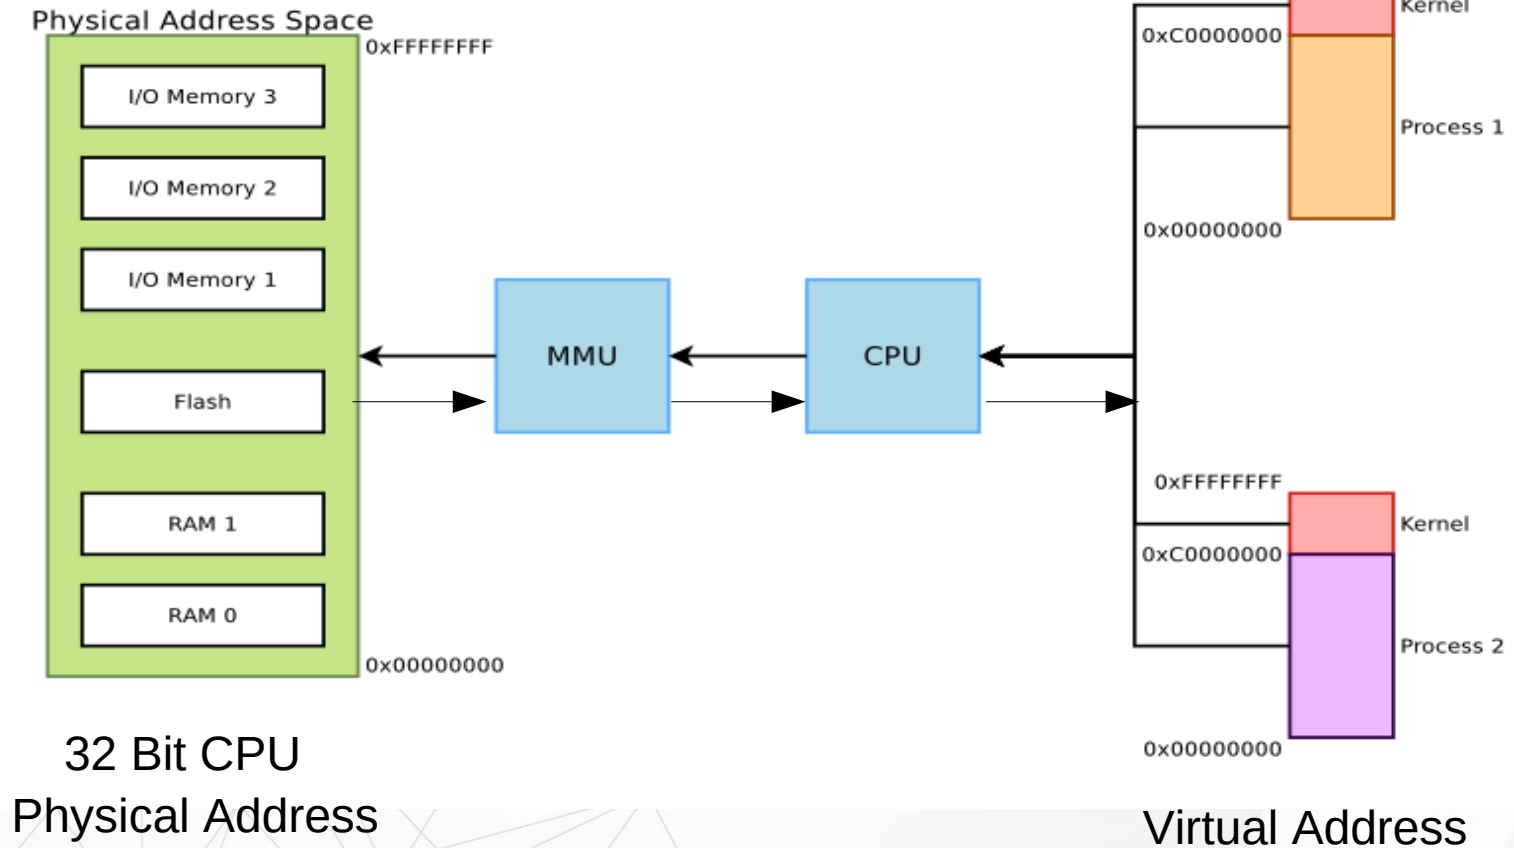 Physical Address Space
0xFFFFFFFF
I/O Memory 3
I/O Memory 2
I/O Memory 1
Flash
RAM 1
RAM 0
0x00000000
32 Bit CPU
Physical Address
MMU
CPU
Kernel
0xC0000000
Process 1
0x00000000
0xFFFFFFFF
Kernel
0xC0000000
Process 2
0x00000000
Virtual Address